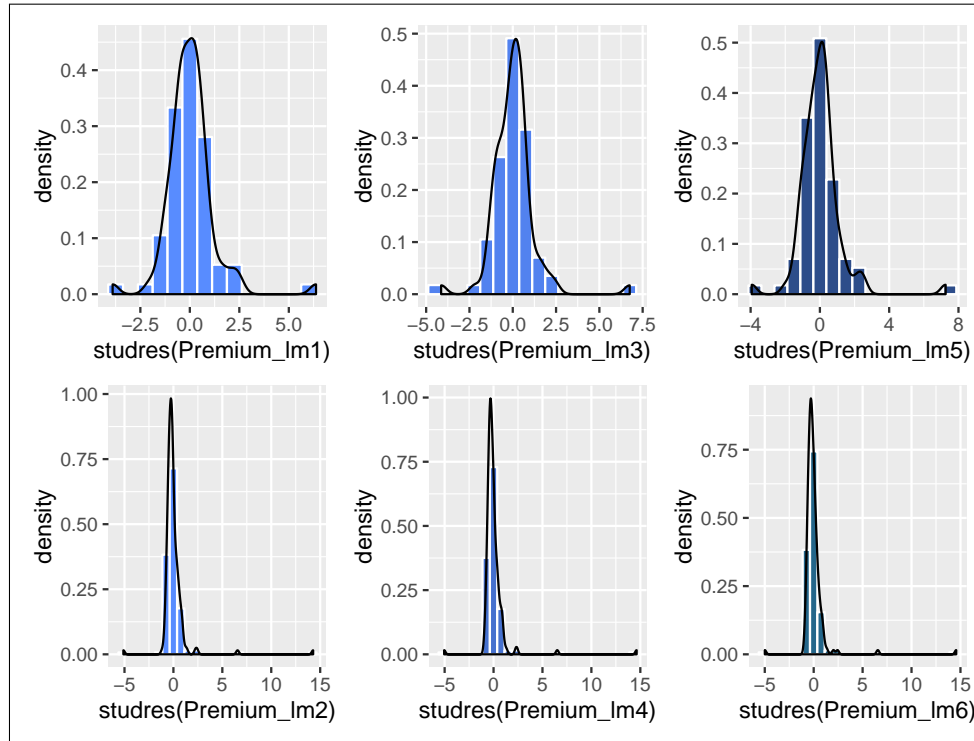 density
0.4
0.3
0.2
0.1
0.0
−2.5 0.0 2.5 5.0
studres(Premium_lm1)
density
0.5
0.4
0.3
0.2
0.1
0.0
−5.0 −2.5 0.0 2.5 5.0 7.5
studres(Premium_lm3)
density
0.5
0.4
0.3
0.2
0.1
0.0
−4 0 4 8
studres(Premium_lm5)
density
1.00
0.75
0.50
0.25
0.00
−5 0 5 10 15
studres(Premium_lm2)
density
1.00
0.75
0.50
0.25
0.00
−5 0 5 10 15
studres(Premium_lm4)
density
0.75
0.50
0.25
0.00
−5 0 5 10 15
studres(Premium_lm6)